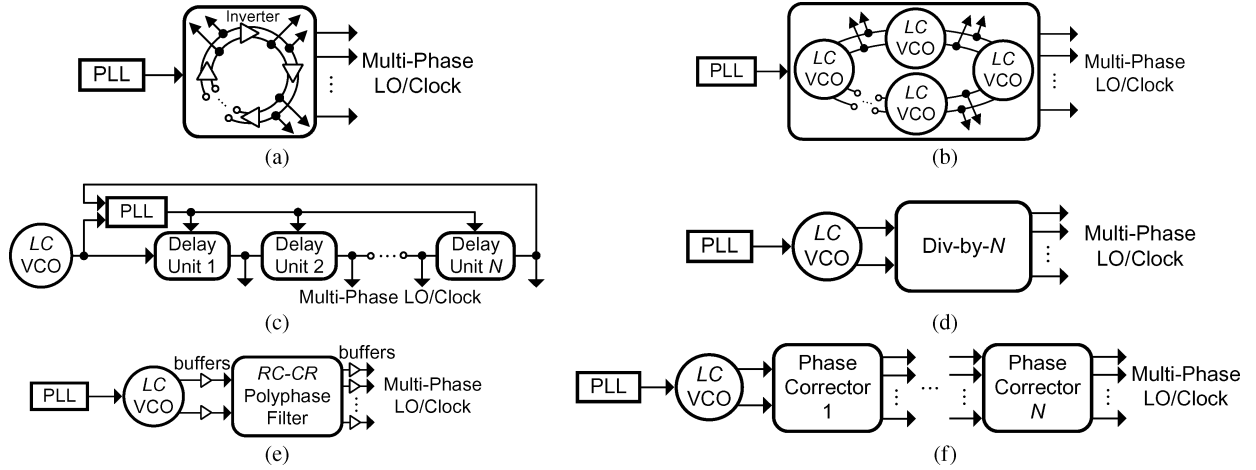 Inverter
PLL
Multi-Phase
LO/Clock
(a)
PLL
LC
VCO
LC
VCO
LC
VCO
LC
VCO
Multi-Phase
LO/Clock
(b)
LC
VCO
PLL
Delay
Unit 1
Delay
Unit 2
Delay
Unit N
Multi-Phase LO/Clock
(c)
PLL
LC
VCO
Div-by-N
Multi-Phase
LO/Clock
(d)
PLL
LC
VCO
buffers
RC-CR
Polyphase
Filter
buffers
Multi-Phase
LO/Clock
(e)
PLL
LC
VCO
Phase
Corrector
1
Phase
Corrector
N
Multi-Phase
LO/Clock
(f)